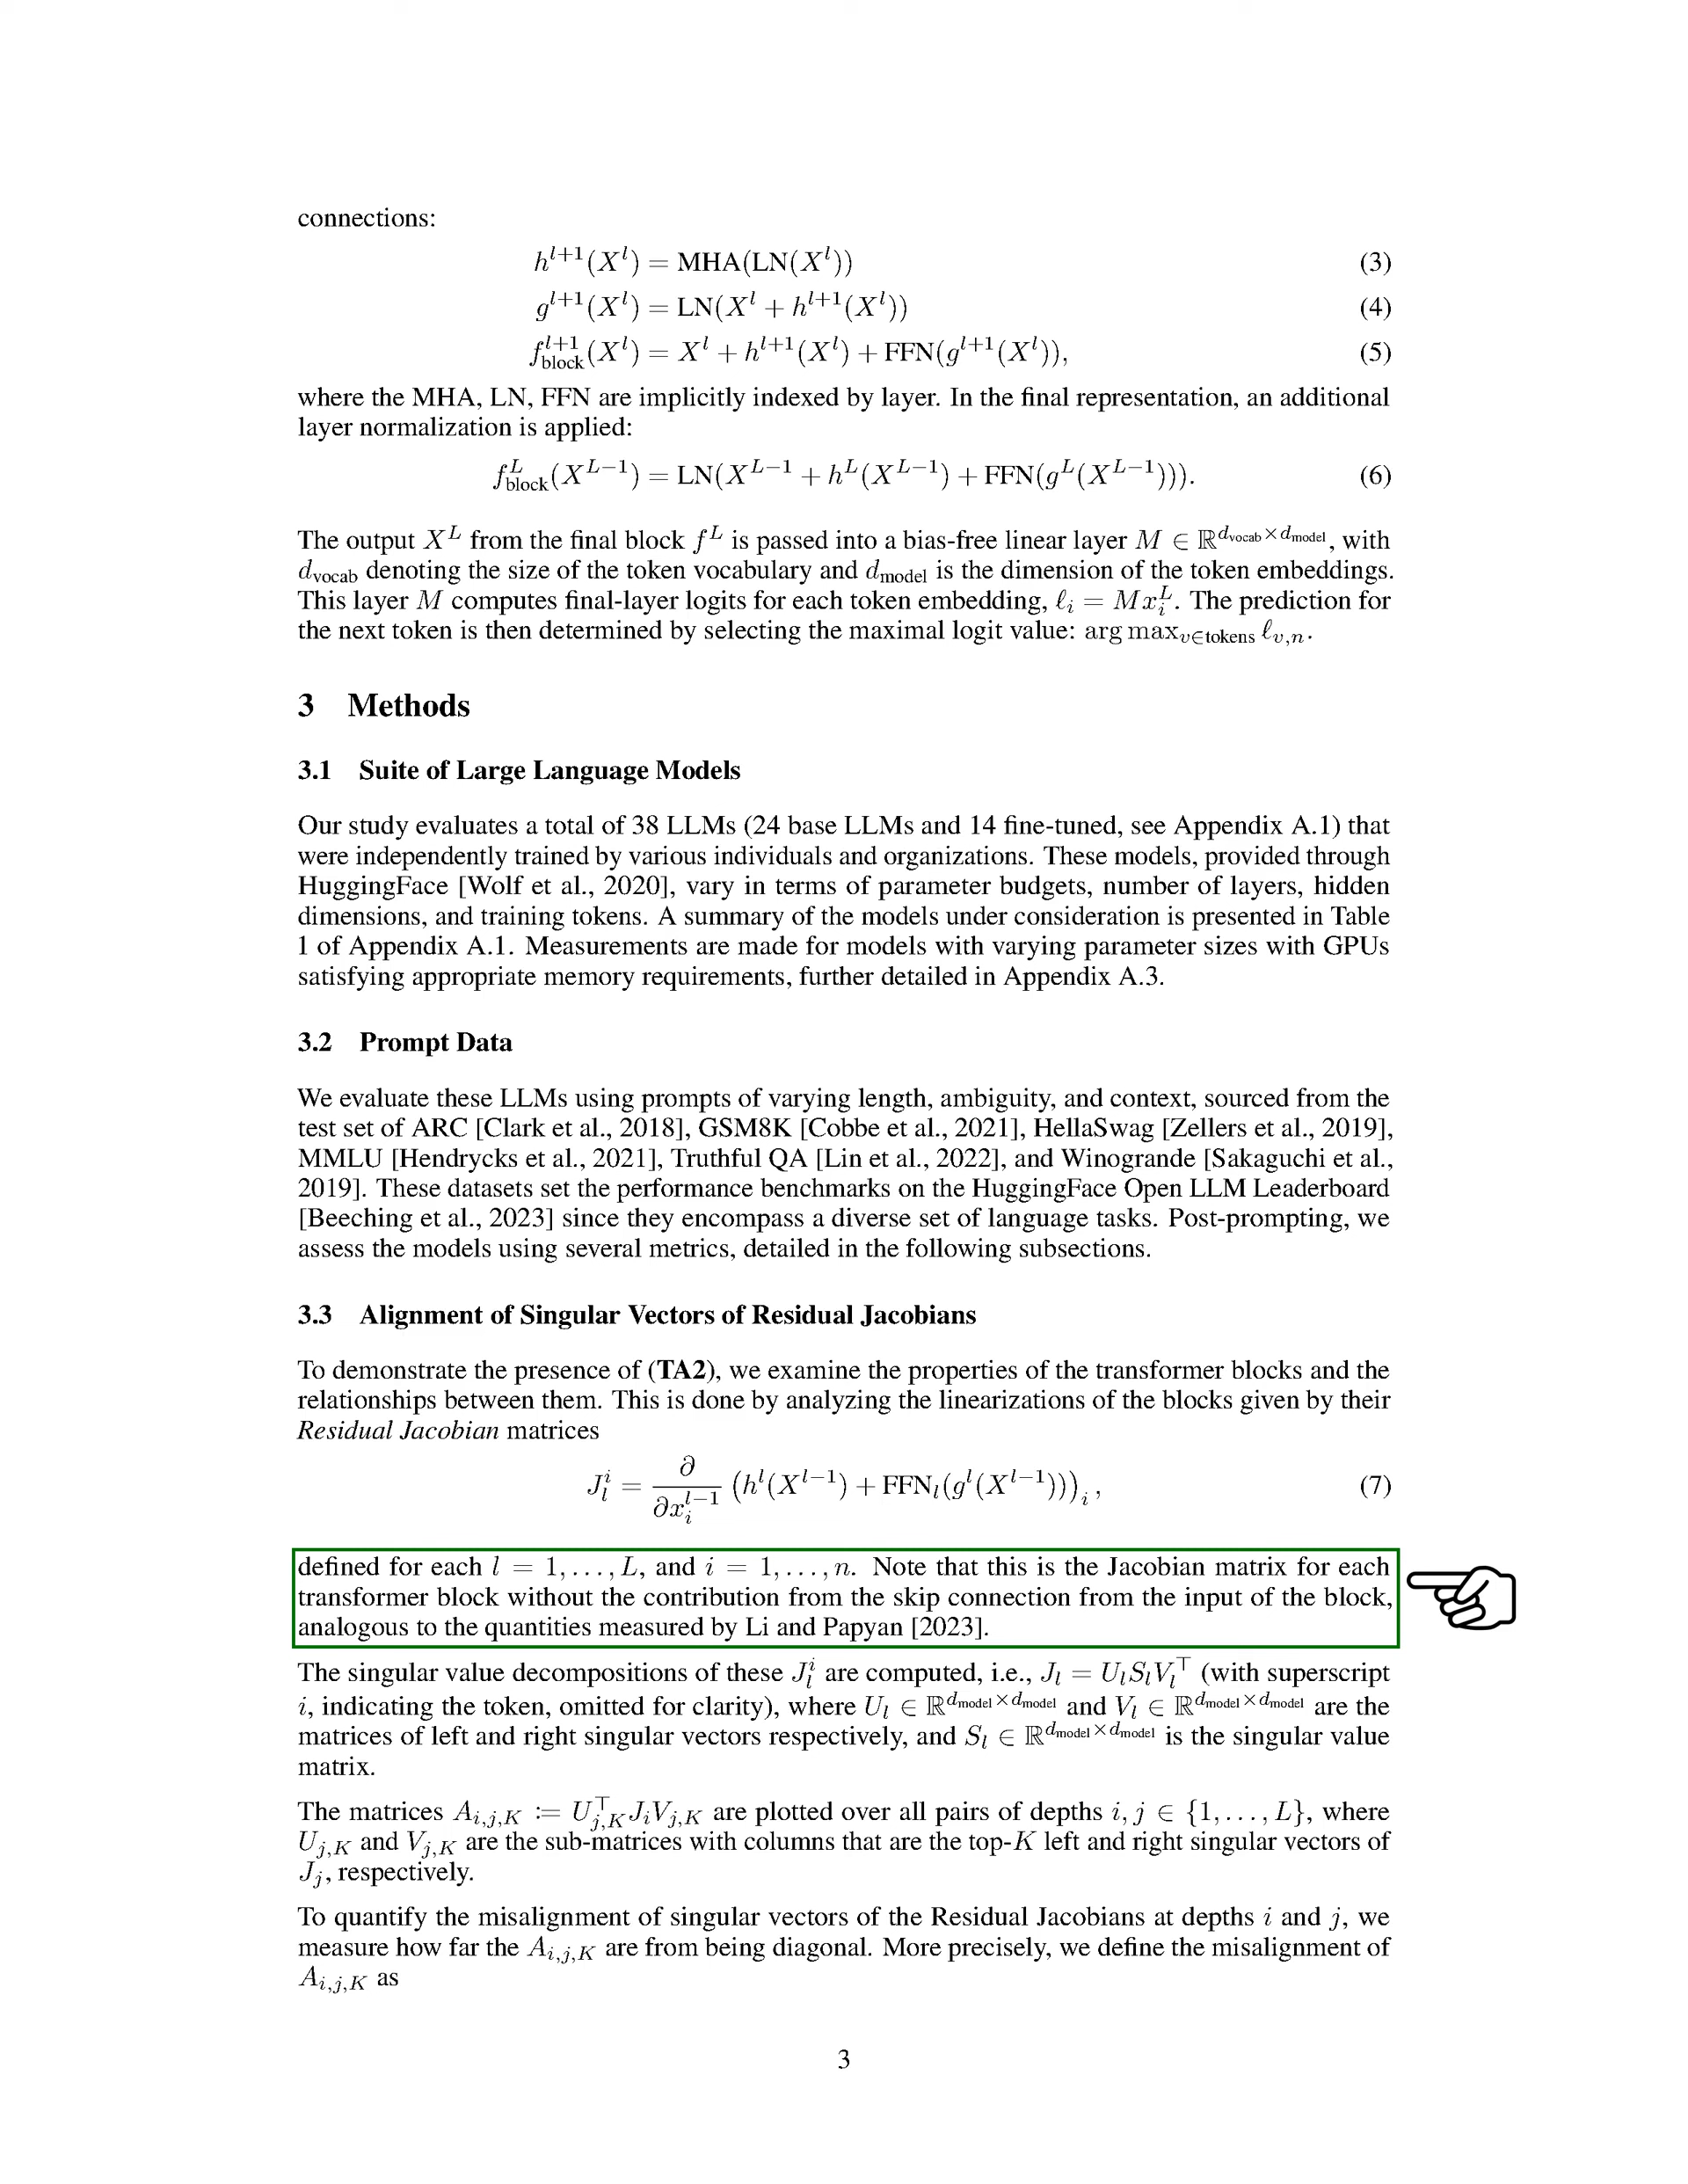 connections:
h^{l+1}(X^l) = MHA(LN(X^l)) (3)
g^{l+1}(X^l) = LN(X^l + h^{l+1}(X^l)) (4)
f^{l+1}_{block}(X^l) = X^l + h^{l+1}(X^l) + FFN(g^{l+1}(X^l)), (5)
where the MHA, LN, FFN are implicitly indexed by layer. In the final representation, an additional
layer normalization is applied:
f^L_{block}(X^{L−1}) = LN(X^{L−1} + h^L(X^{L−1}) + FFN(g^L(X^{L−1}))). (6)
The output X^L from the final block f^L is passed into a bias-free linear layer M ∈ ℝ^{d_{vocab}×d_{model}}, with
d_{vocab} denoting the size of the token vocabulary and d_{model} is the dimension of the token embeddings.
This layer M computes final-layer logits for each token embedding, ℓ_i = Mx^L_i. The prediction for
the next token is then determined by selecting the maximal logit value: arg max_{v∈tokens} ℓ_{v,n}.
3 Methods
3.1 Suite of Large Language Models
Our study evaluates a total of 38 LLMs (24 base LLMs and 14 fine-tuned, see Appendix A.1) that
were independently trained by various individuals and organizations. These models, provided through
HuggingFace [Wolf et al., 2020], vary in terms of parameter budgets, number of layers, hidden
dimensions, and training tokens. A summary of the models under consideration is presented in Table
1 of Appendix A.1. Measurements are made for models with varying parameter sizes with GPUs
satisfying appropriate memory requirements, further detailed in Appendix A.3.
3.2 Prompt Data
We evaluate these LLMs using prompts of varying length, ambiguity, and context, sourced from the
test set of ARC [Clark et al., 2018], GSM8K [Cobbe et al., 2021], HellaSwag [Zellers et al., 2019],
MMLU [Hendrycks et al., 2021], Truthful QA [Lin et al., 2022], and Winogrande [Sakaguchi et al.,
2019]. These datasets set the performance benchmarks on the HuggingFace Open LLM Leaderboard
[Beeching et al., 2023] since they encompass a diverse set of language tasks. Post-prompting, we
assess the models using several metrics, detailed in the following subsections.
3.3 Alignment of Singular Vectors of Residual Jacobians
To demonstrate the presence of (TA2), we examine the properties of the transformer blocks and the
relationships between them. This is done by analyzing the linearizations of the blocks given by their
Residual Jacobian matrices
J^i_l = ∂/∂x^{l−1}_i (h^l(X^{l−1}) + FFN_l(g^l(X^{l−1})))_i, (7)
defined for each l = 1, . . . , L, and i = 1, . . . , n. Note that this is the Jacobian matrix for each
transformer block without the contribution from the skip connection from the input of the block,
analogous to the quantities measured by Li and Papyan [2023].
The singular value decompositions of these J^i_l are computed, i.e., J_l = U_l S_l V_l^⊤ (with superscript
i, indicating the token, omitted for clarity), where U_l ∈ ℝ^{d_{model}×d_{model}} and V_l ∈ ℝ^{d_{model}×d_{model}} are the
matrices of left and right singular vectors respectively, and S_l ∈ ℝ^{d_{model}×d_{model}} is the singular value
matrix.
The matrices A_{i,j,K} := U^⊤_{j,K} J_i V_{j,K} are plotted over all pairs of depths i, j ∈ {1, . . . , L}, where
U_{j,K} and V_{j,K} are the sub-matrices with columns that are the top-K left and right singular vectors of
J_j, respectively.
To quantify the misalignment of singular vectors of the Residual Jacobians at depths i and j, we
measure how far the A_{i,j,K} are from being diagonal. More precisely, we define the misalignment of
A_{i,j,K} as
3